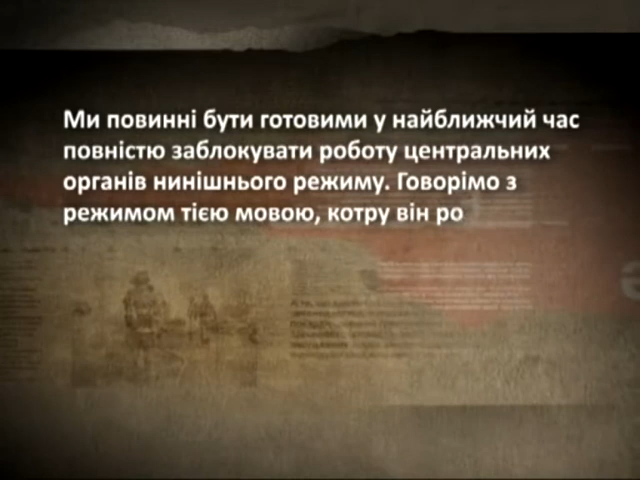 Ми повинні бути готовими у найближчий час
повністю заблокувати роботу центральних
органів нинішнього режиму. Говорімо з
режимом тією мовою, котру він ро